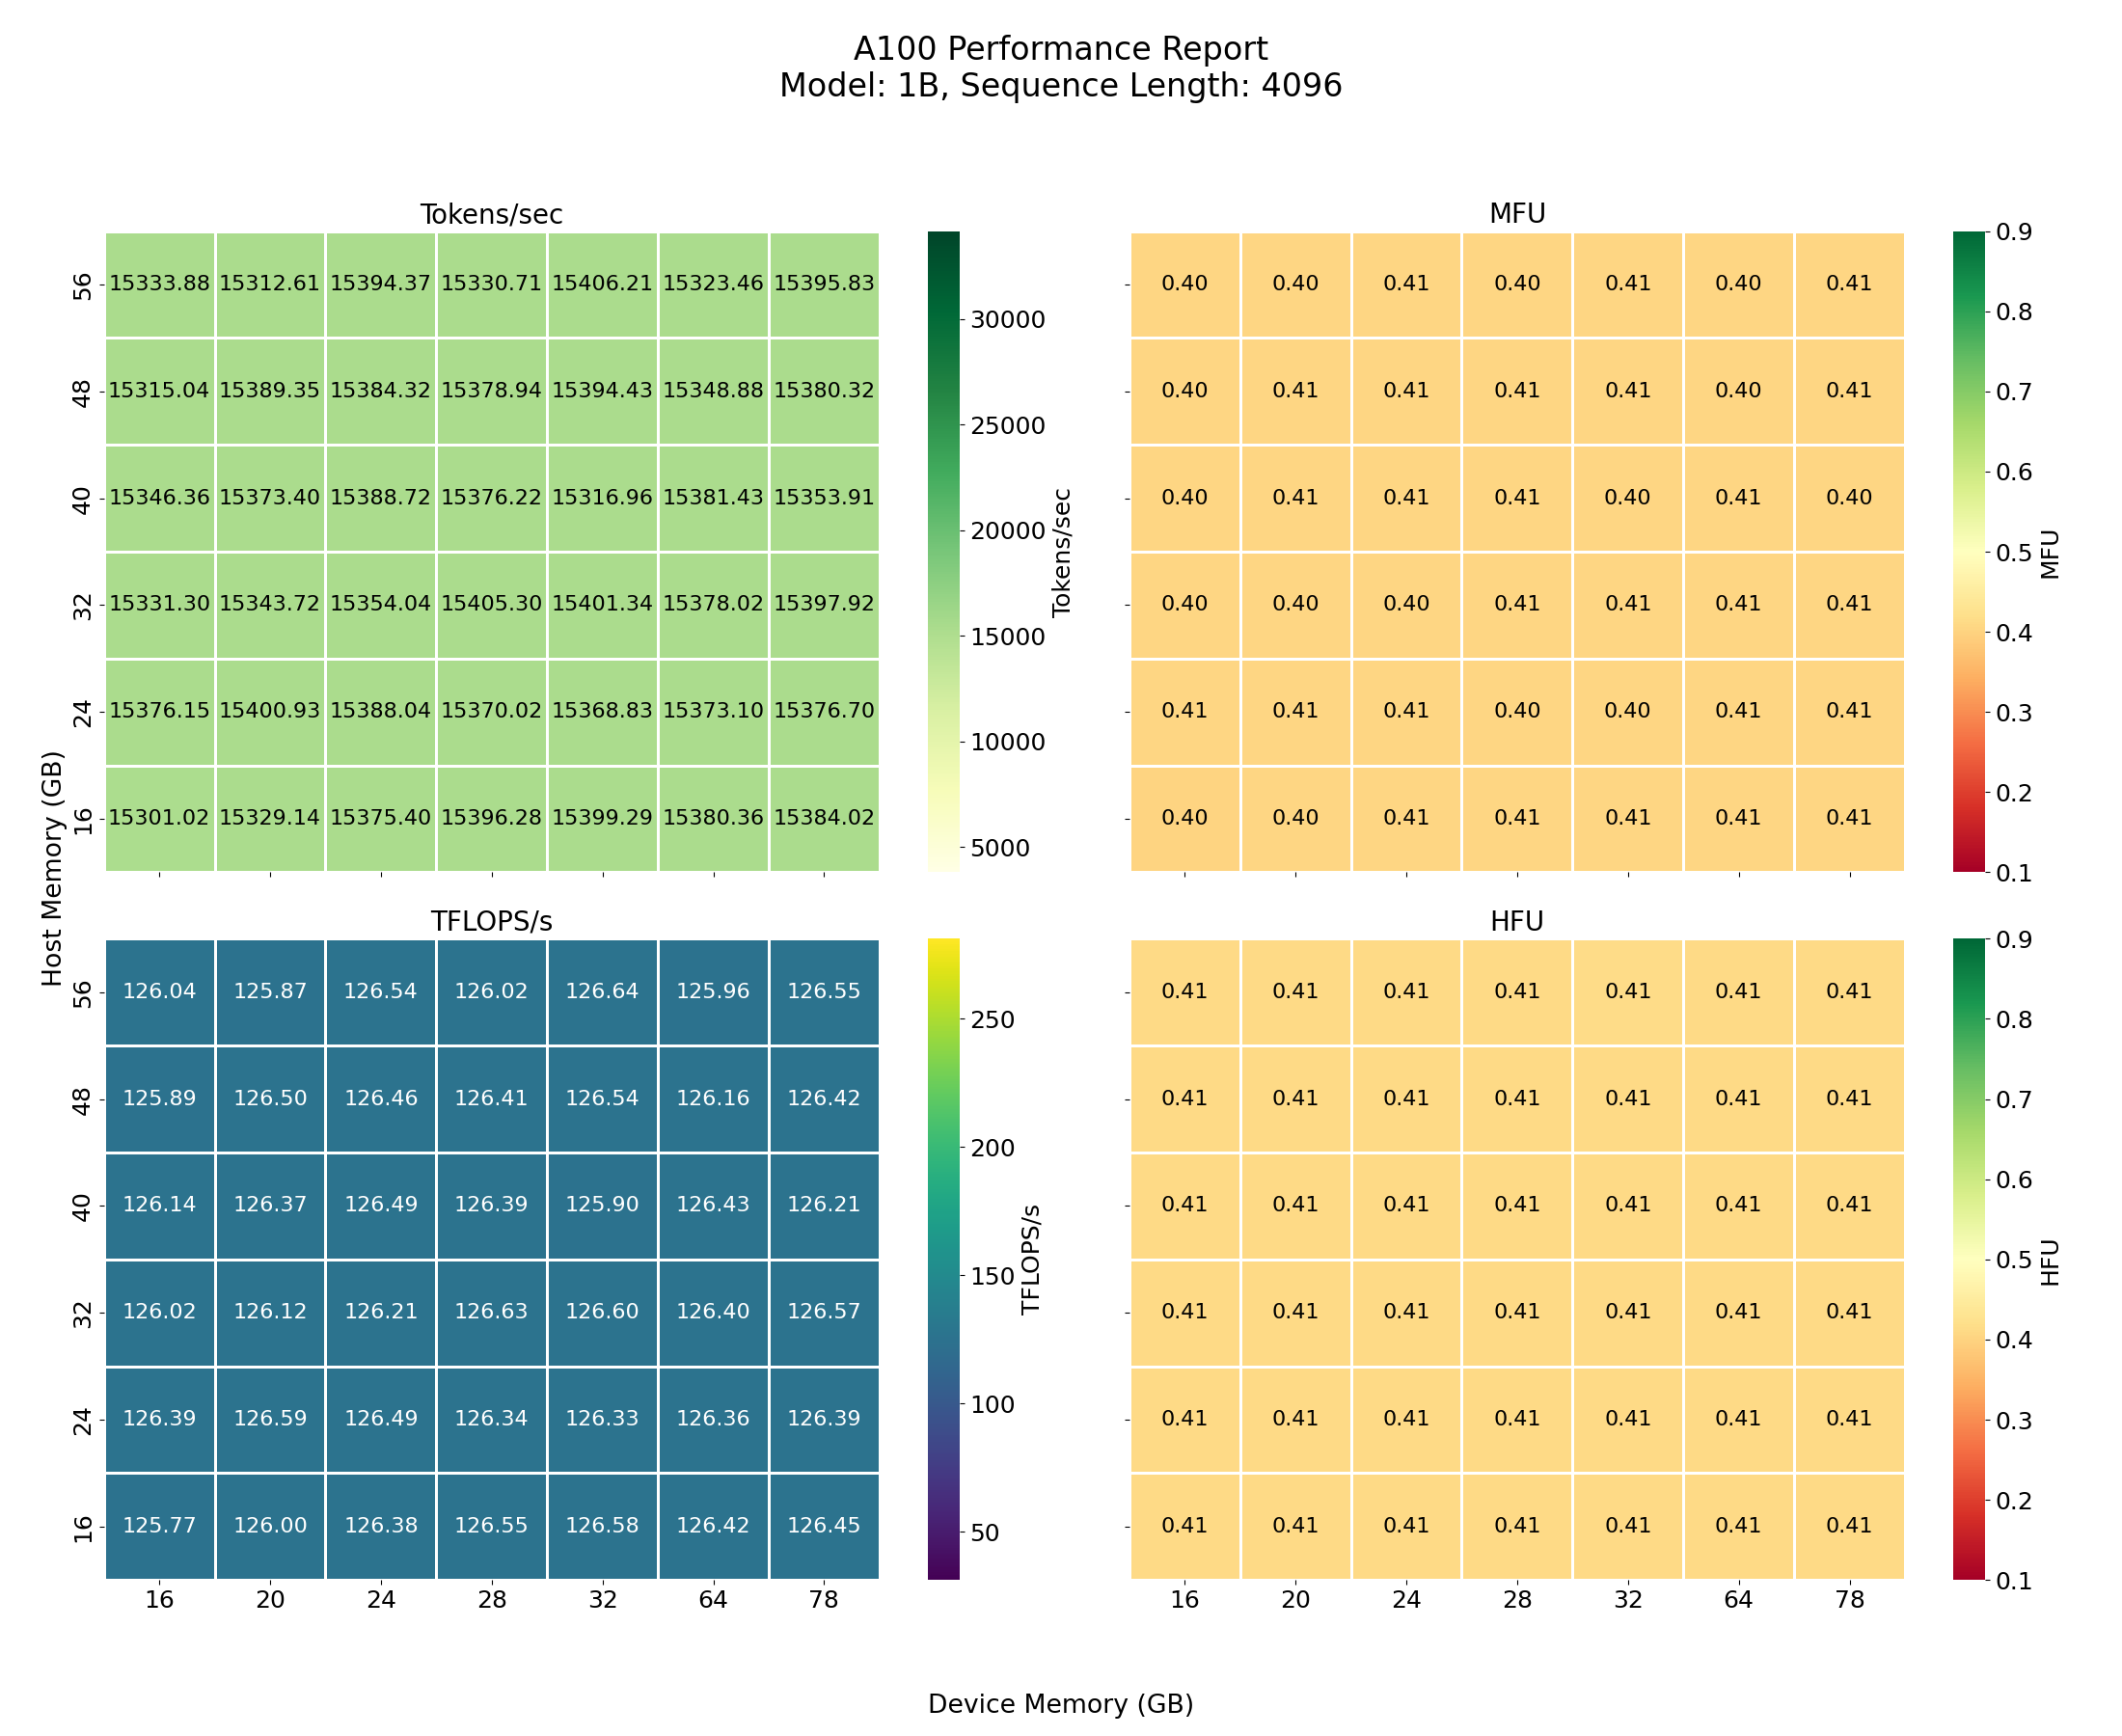 A100 Performance Report
Model: 1B, Sequence Length: 4096
Tokens/sec
56 15333.88 15312.61 15394.37 15330.71 15406.21 15323.46 15395.83
48 15315.04 15389.35 15384.32 15378.94 15394.43 15348.88 15380.32
40 15346.36 15373.40 15388.72 15376.22 15316.96 15381.43 15353.91
32 15331.30 15343.72 15354.04 15405.30 15401.34 15378.02 15397.92
24 15376.15 15400.93 15388.04 15370.02 15368.83 15373.10 15376.70
16 15301.02 15329.14 15375.40 15396.28 15399.29 15380.36 15384.02
30000
25000
20000
15000
10000
5000
Tokens/sec
MFU
0.40 0.40 0.41 0.40 0.41 0.40 0.41
0.40 0.41 0.41 0.41 0.41 0.40 0.41
0.40 0.41 0.41 0.41 0.40 0.41 0.40
0.40 0.40 0.40 0.41 0.41 0.41 0.41
0.41 0.41 0.41 0.40 0.40 0.41 0.41
0.40 0.40 0.41 0.41 0.41 0.41 0.41
0.9
0.8
0.7
0.6
0.5
0.4
0.3
0.2
0.1
MFU
Host Memory (GB)
TFLOPS/s
56 126.04 125.87 126.54 126.02 126.64 125.96 126.55
48 125.89 126.50 126.46 126.41 126.54 126.16 126.42
40 126.14 126.37 126.49 126.39 125.90 126.43 126.21
32 126.02 126.12 126.21 126.63 126.60 126.40 126.57
24 126.39 126.59 126.49 126.34 126.33 126.36 126.39
16 125.77 126.00 126.38 126.55 126.58 126.42 126.45
16 20 24 28 32 64 78
250
200
150
100
50
TFLOPS/s
HFU
0.41 0.41 0.41 0.41 0.41 0.41 0.41
0.41 0.41 0.41 0.41 0.41 0.41 0.41
0.41 0.41 0.41 0.41 0.41 0.41 0.41
0.41 0.41 0.41 0.41 0.41 0.41 0.41
0.41 0.41 0.41 0.41 0.41 0.41 0.41
0.41 0.41 0.41 0.41 0.41 0.41 0.41
16 20 24 28 32 64 78
0.9
0.8
0.7
0.6
0.5
0.4
0.3
0.2
0.1
HFU
Device Memory (GB)